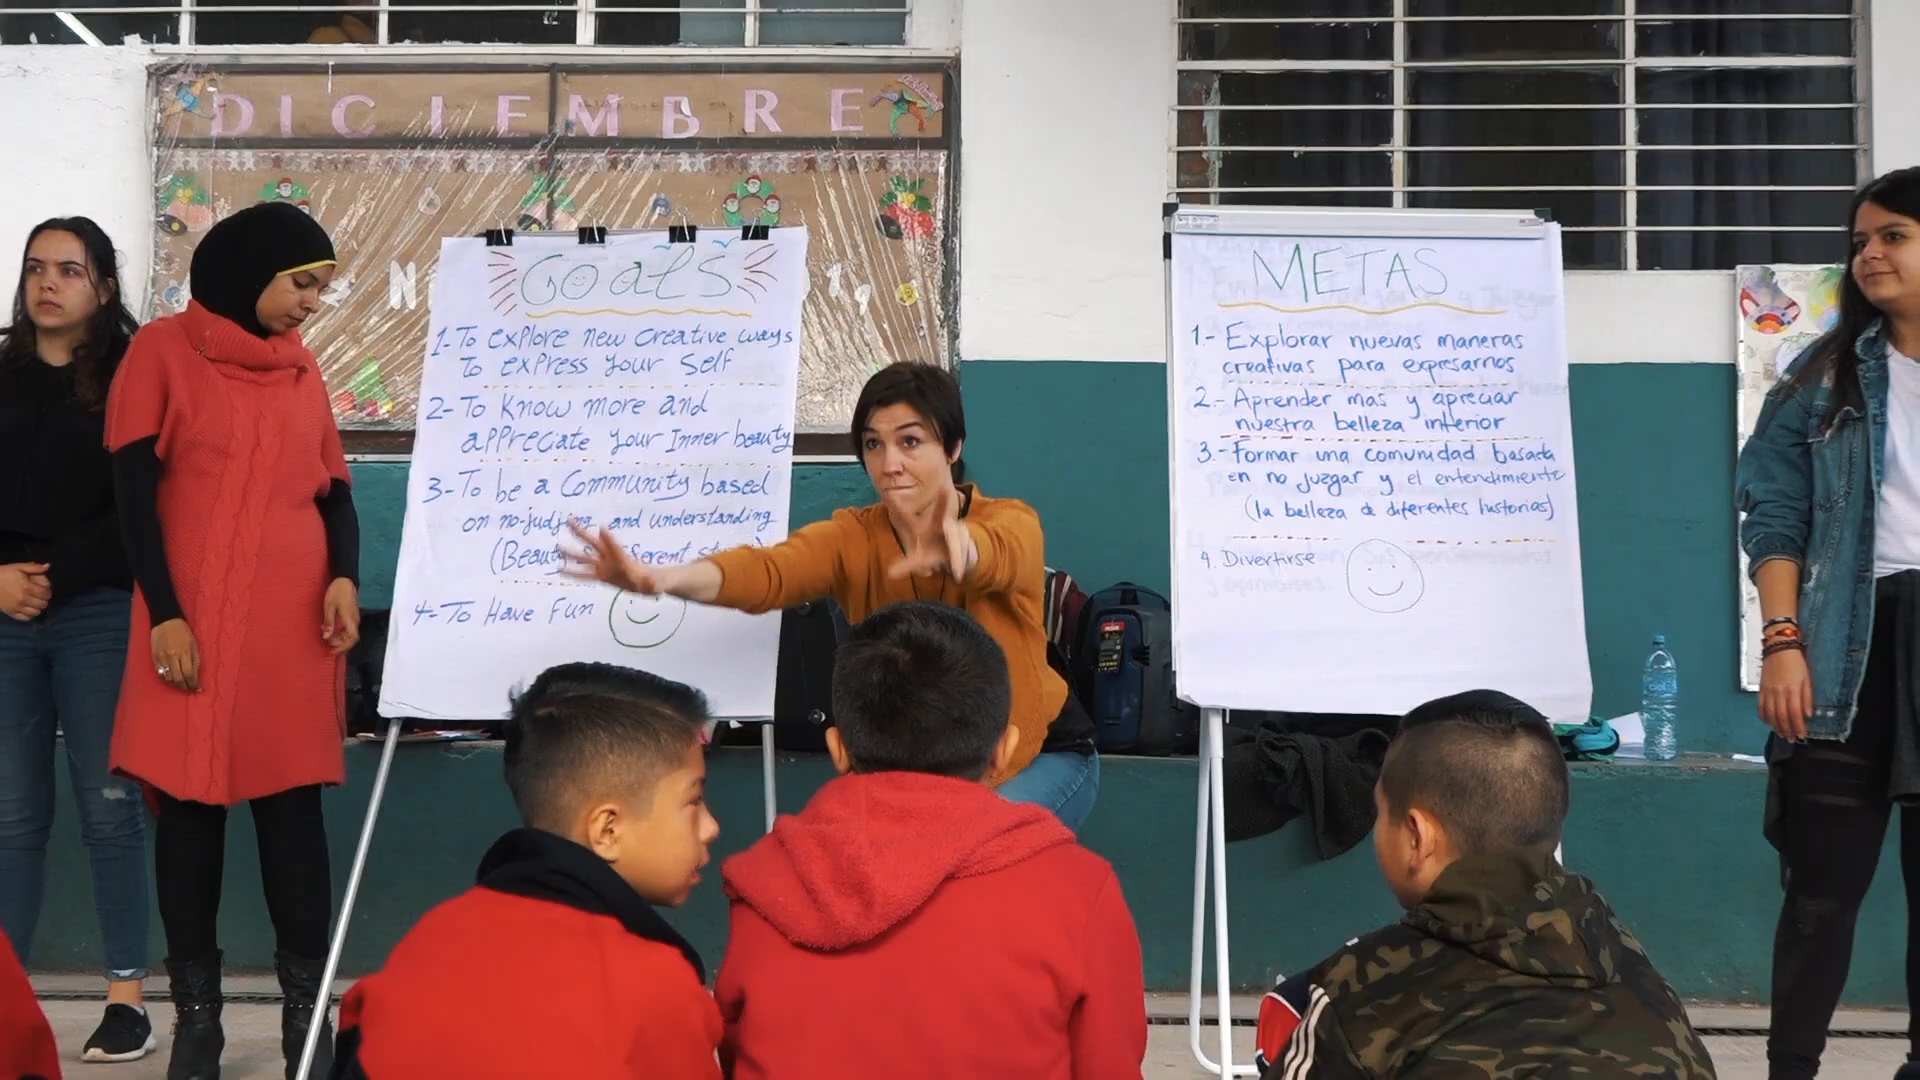 DICIEMBRE
GOALS
1-To explore new creative ways
To express your self
2-To know more and
appreciate your Inner beauty
3-To be a Community based
on no-judjing and understanding
(Beauty
4-To Have Fun
METAS
1.- Explorar nuevas maneras
creativas para expresarnos
2.- Aprender mas y apreciar
nuestra belleza interior
3.-Formar una comunidad basada
en no juzgar y el entendimiento
(la belleza de diferentes historias)
4. Divertirse